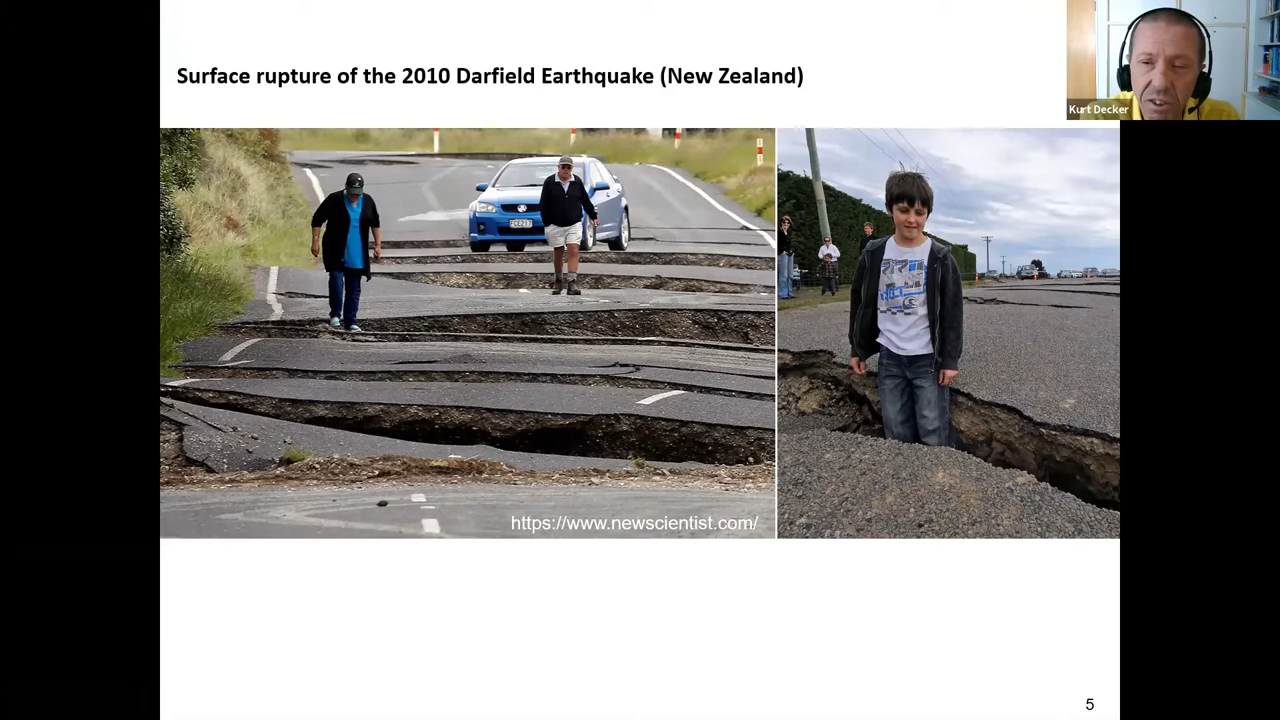 Surface rupture of the 2010 Darfield Earthquake (New Zealand)
Kurt Decker
https://www.newscientist.com/
5